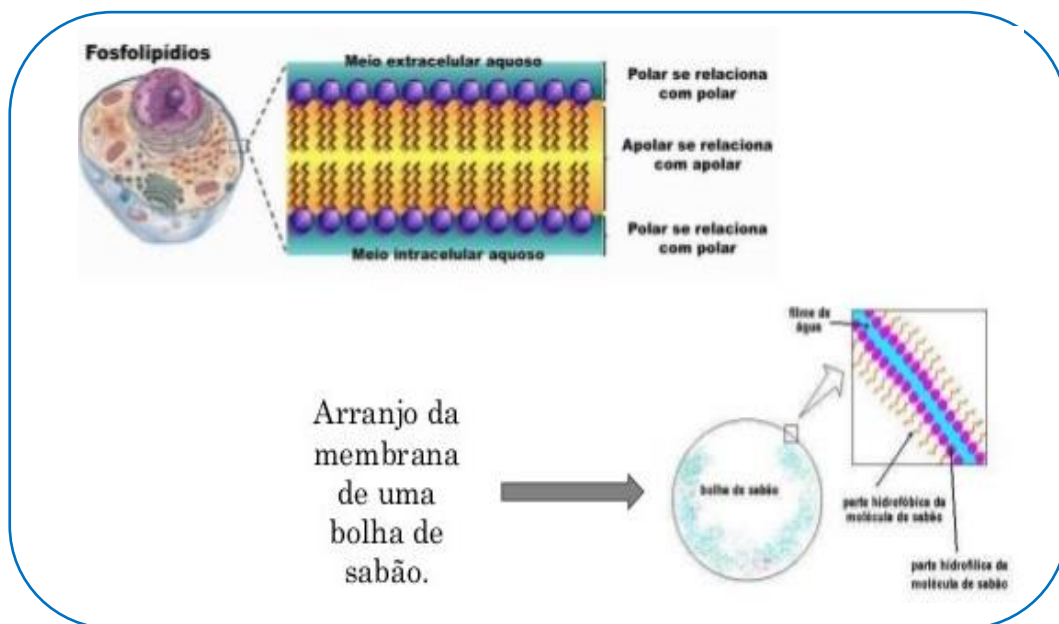 Fosfolipídios
Meio extracelular aquoso
Polar se relaciona
com polar
Apolar se relaciona
com apolar
Polar se relaciona
com polar
Meio intracelular aquoso
filme de
água
Arranjo da
membrana
de uma
bolha de
sabão.
bolha de sabão
parte hidrofóbica da
molécula de sabão
parte hidrofílica da
molécula de sabão